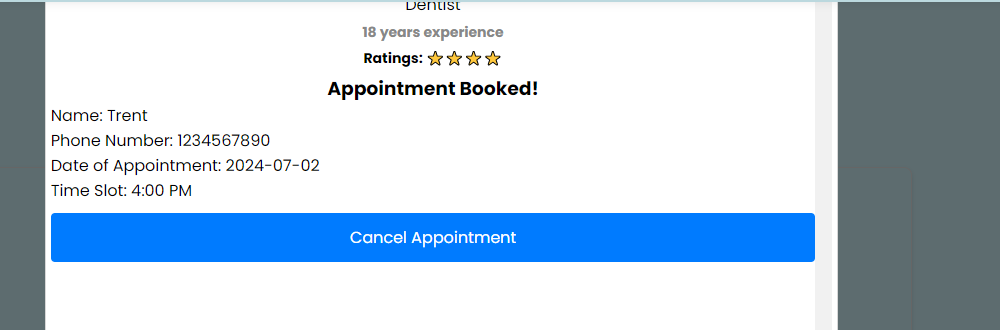 Dentist
18 years experience
Ratings: ⭐⭐⭐⭐
Appointment Booked!
Name: Trent
Phone Number: 1234567890
Date of Appointment: 2024-07-02
Time Slot: 4:00 PM
Cancel Appointment